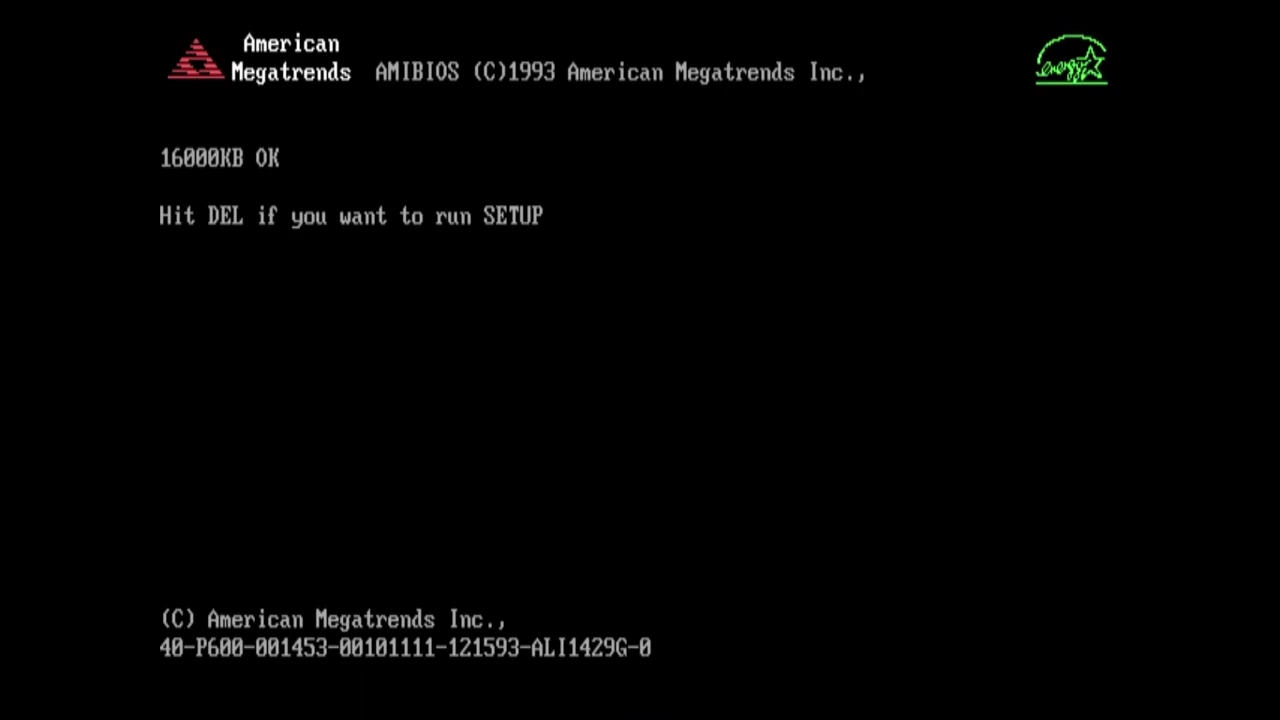 American
Megatrends AMIBIOS (C)1993 American Megatrends Inc.,
energy
16000KB OK
Hit DEL if you want to run SETUP
(C) American Megatrends Inc.,
40-P600-001453-00101111-121593-ALI1429G-0